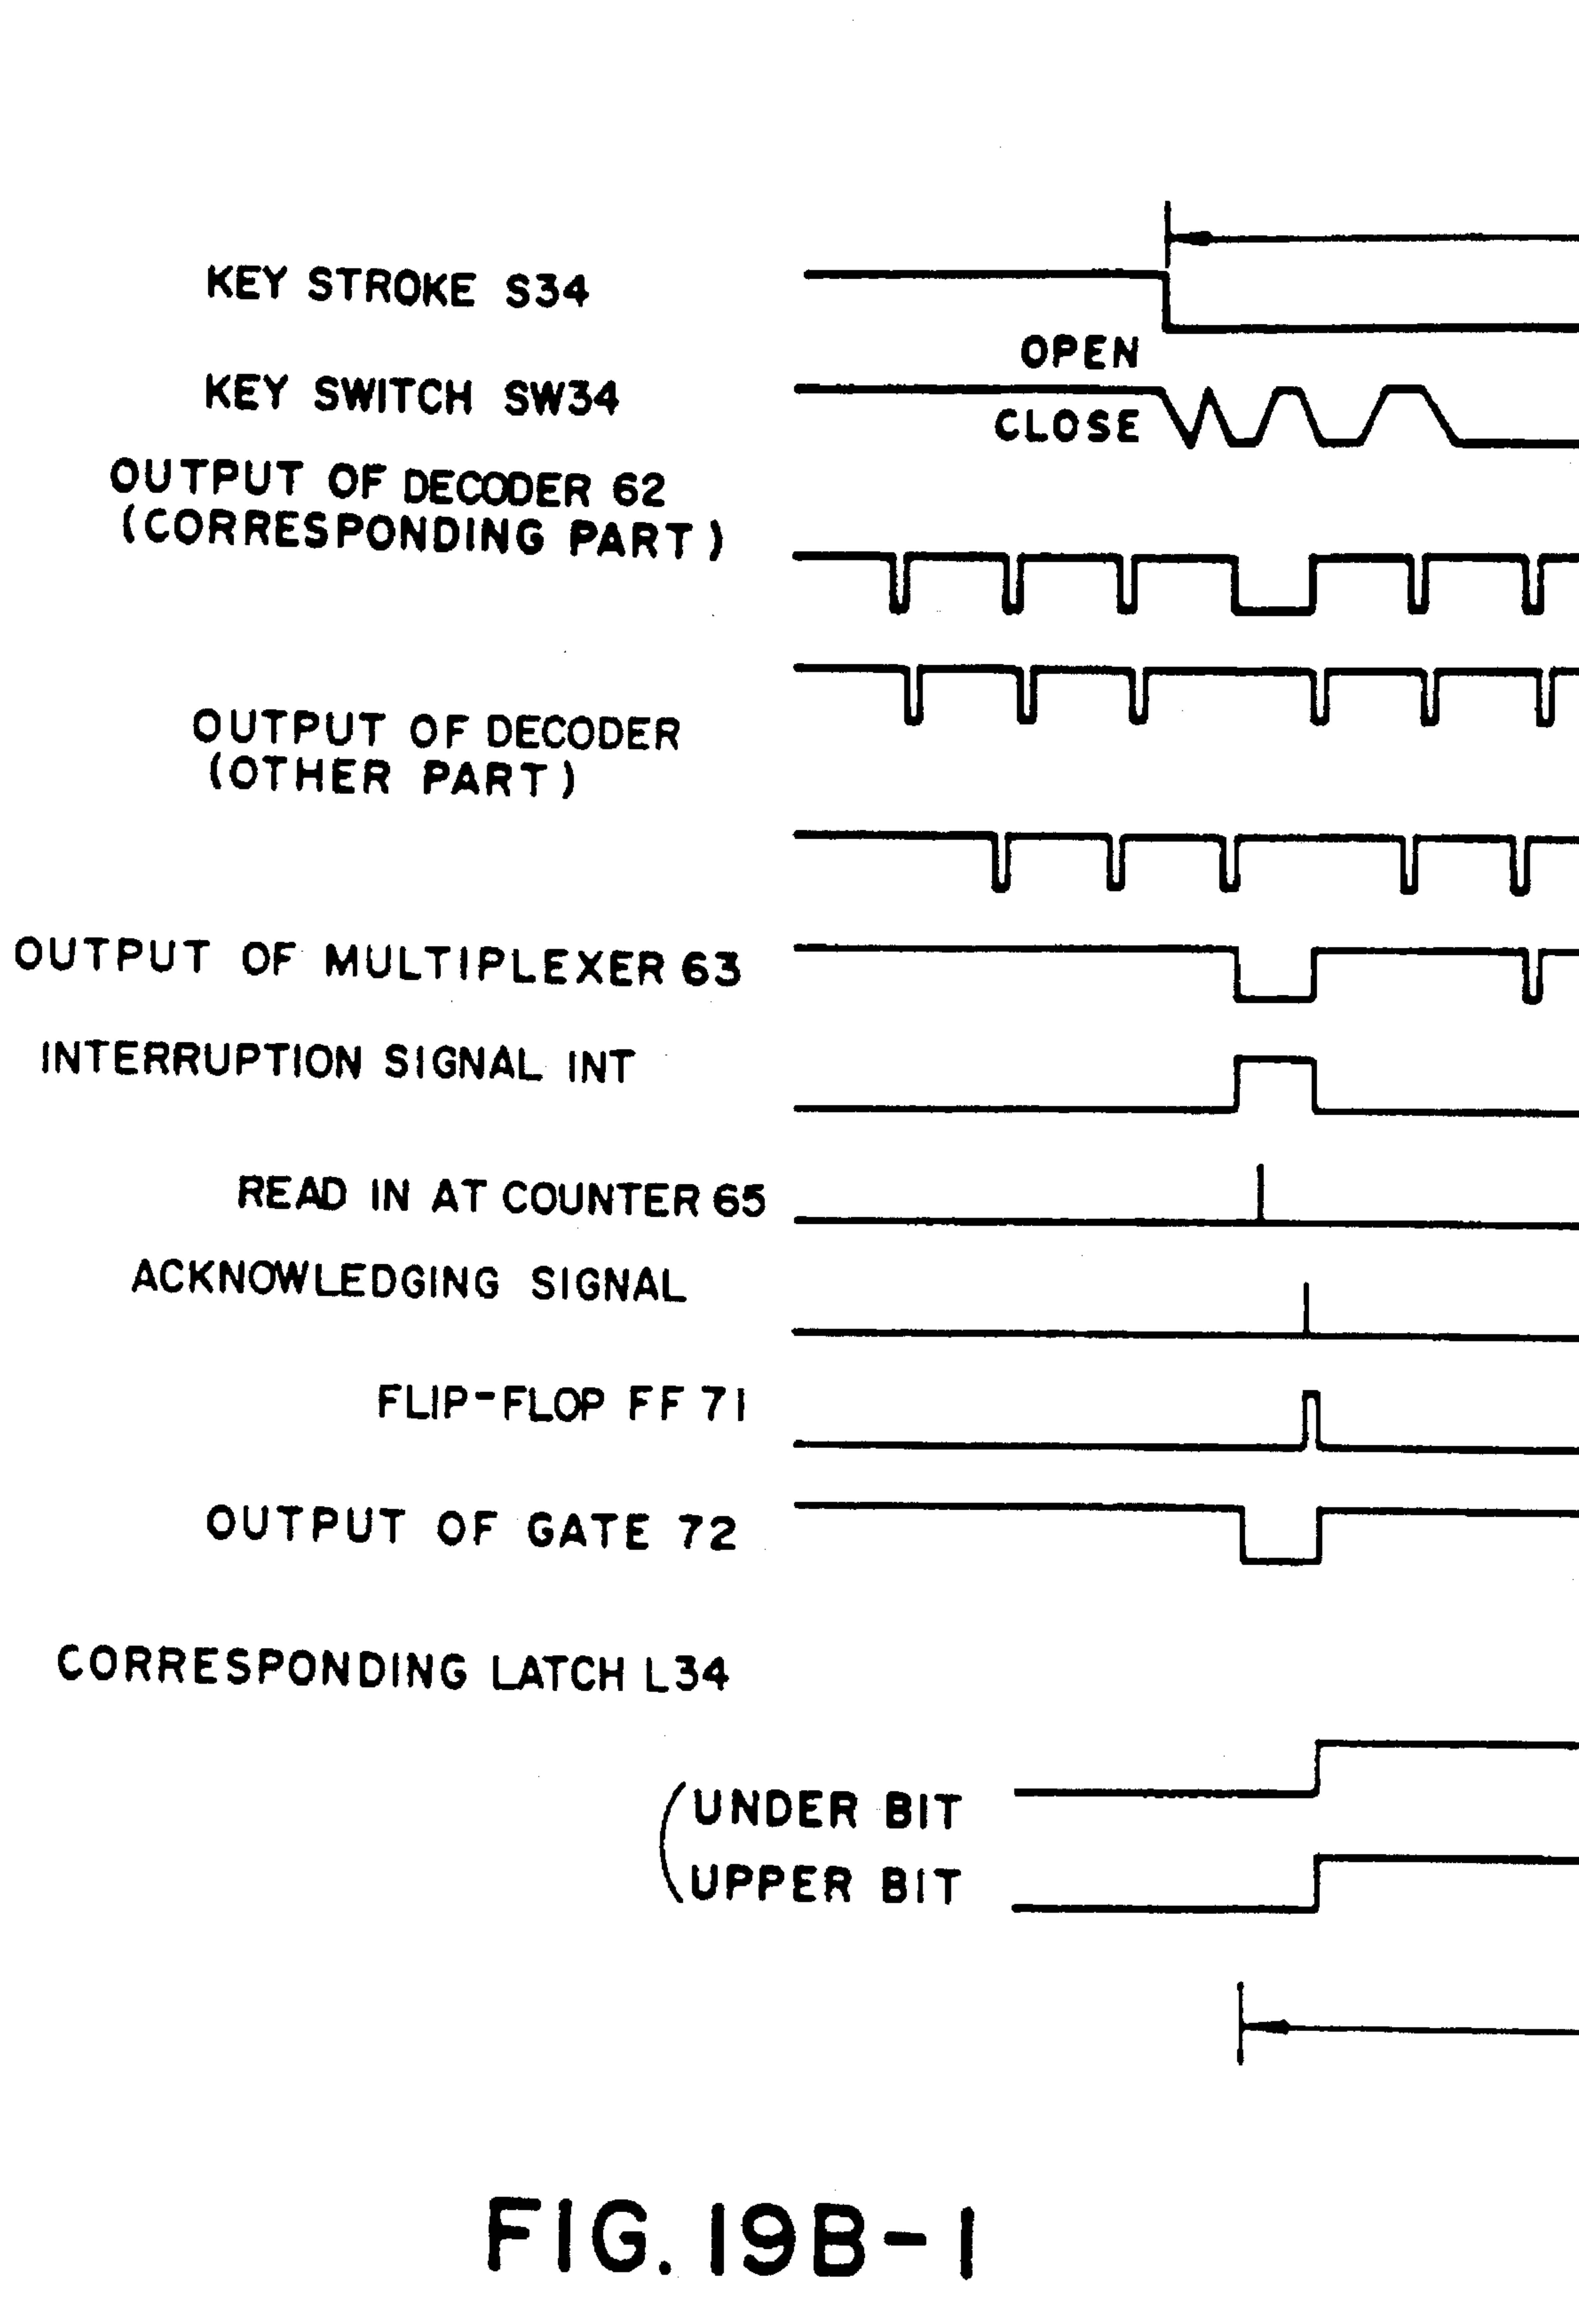 KEY STROKE S34
OPEN
KEY SWITCH SW34
CLOSE
OUTPUT OF DECODER 62
(CORRESPONDING PART)
OUTPUT OF DECODER
(OTHER PART)
OUTPUT OF MULTIPLEXER 63
INTERRUPTION SIGNAL INT
READ IN AT COUNTER 65
ACKNOWLEDGING SIGNAL
FLIP-FLOP FF 71
OUTPUT OF GATE 72
CORRESPONDING LATCH L34
(UNDER BIT
UPPER BIT
FIG. 19B-1